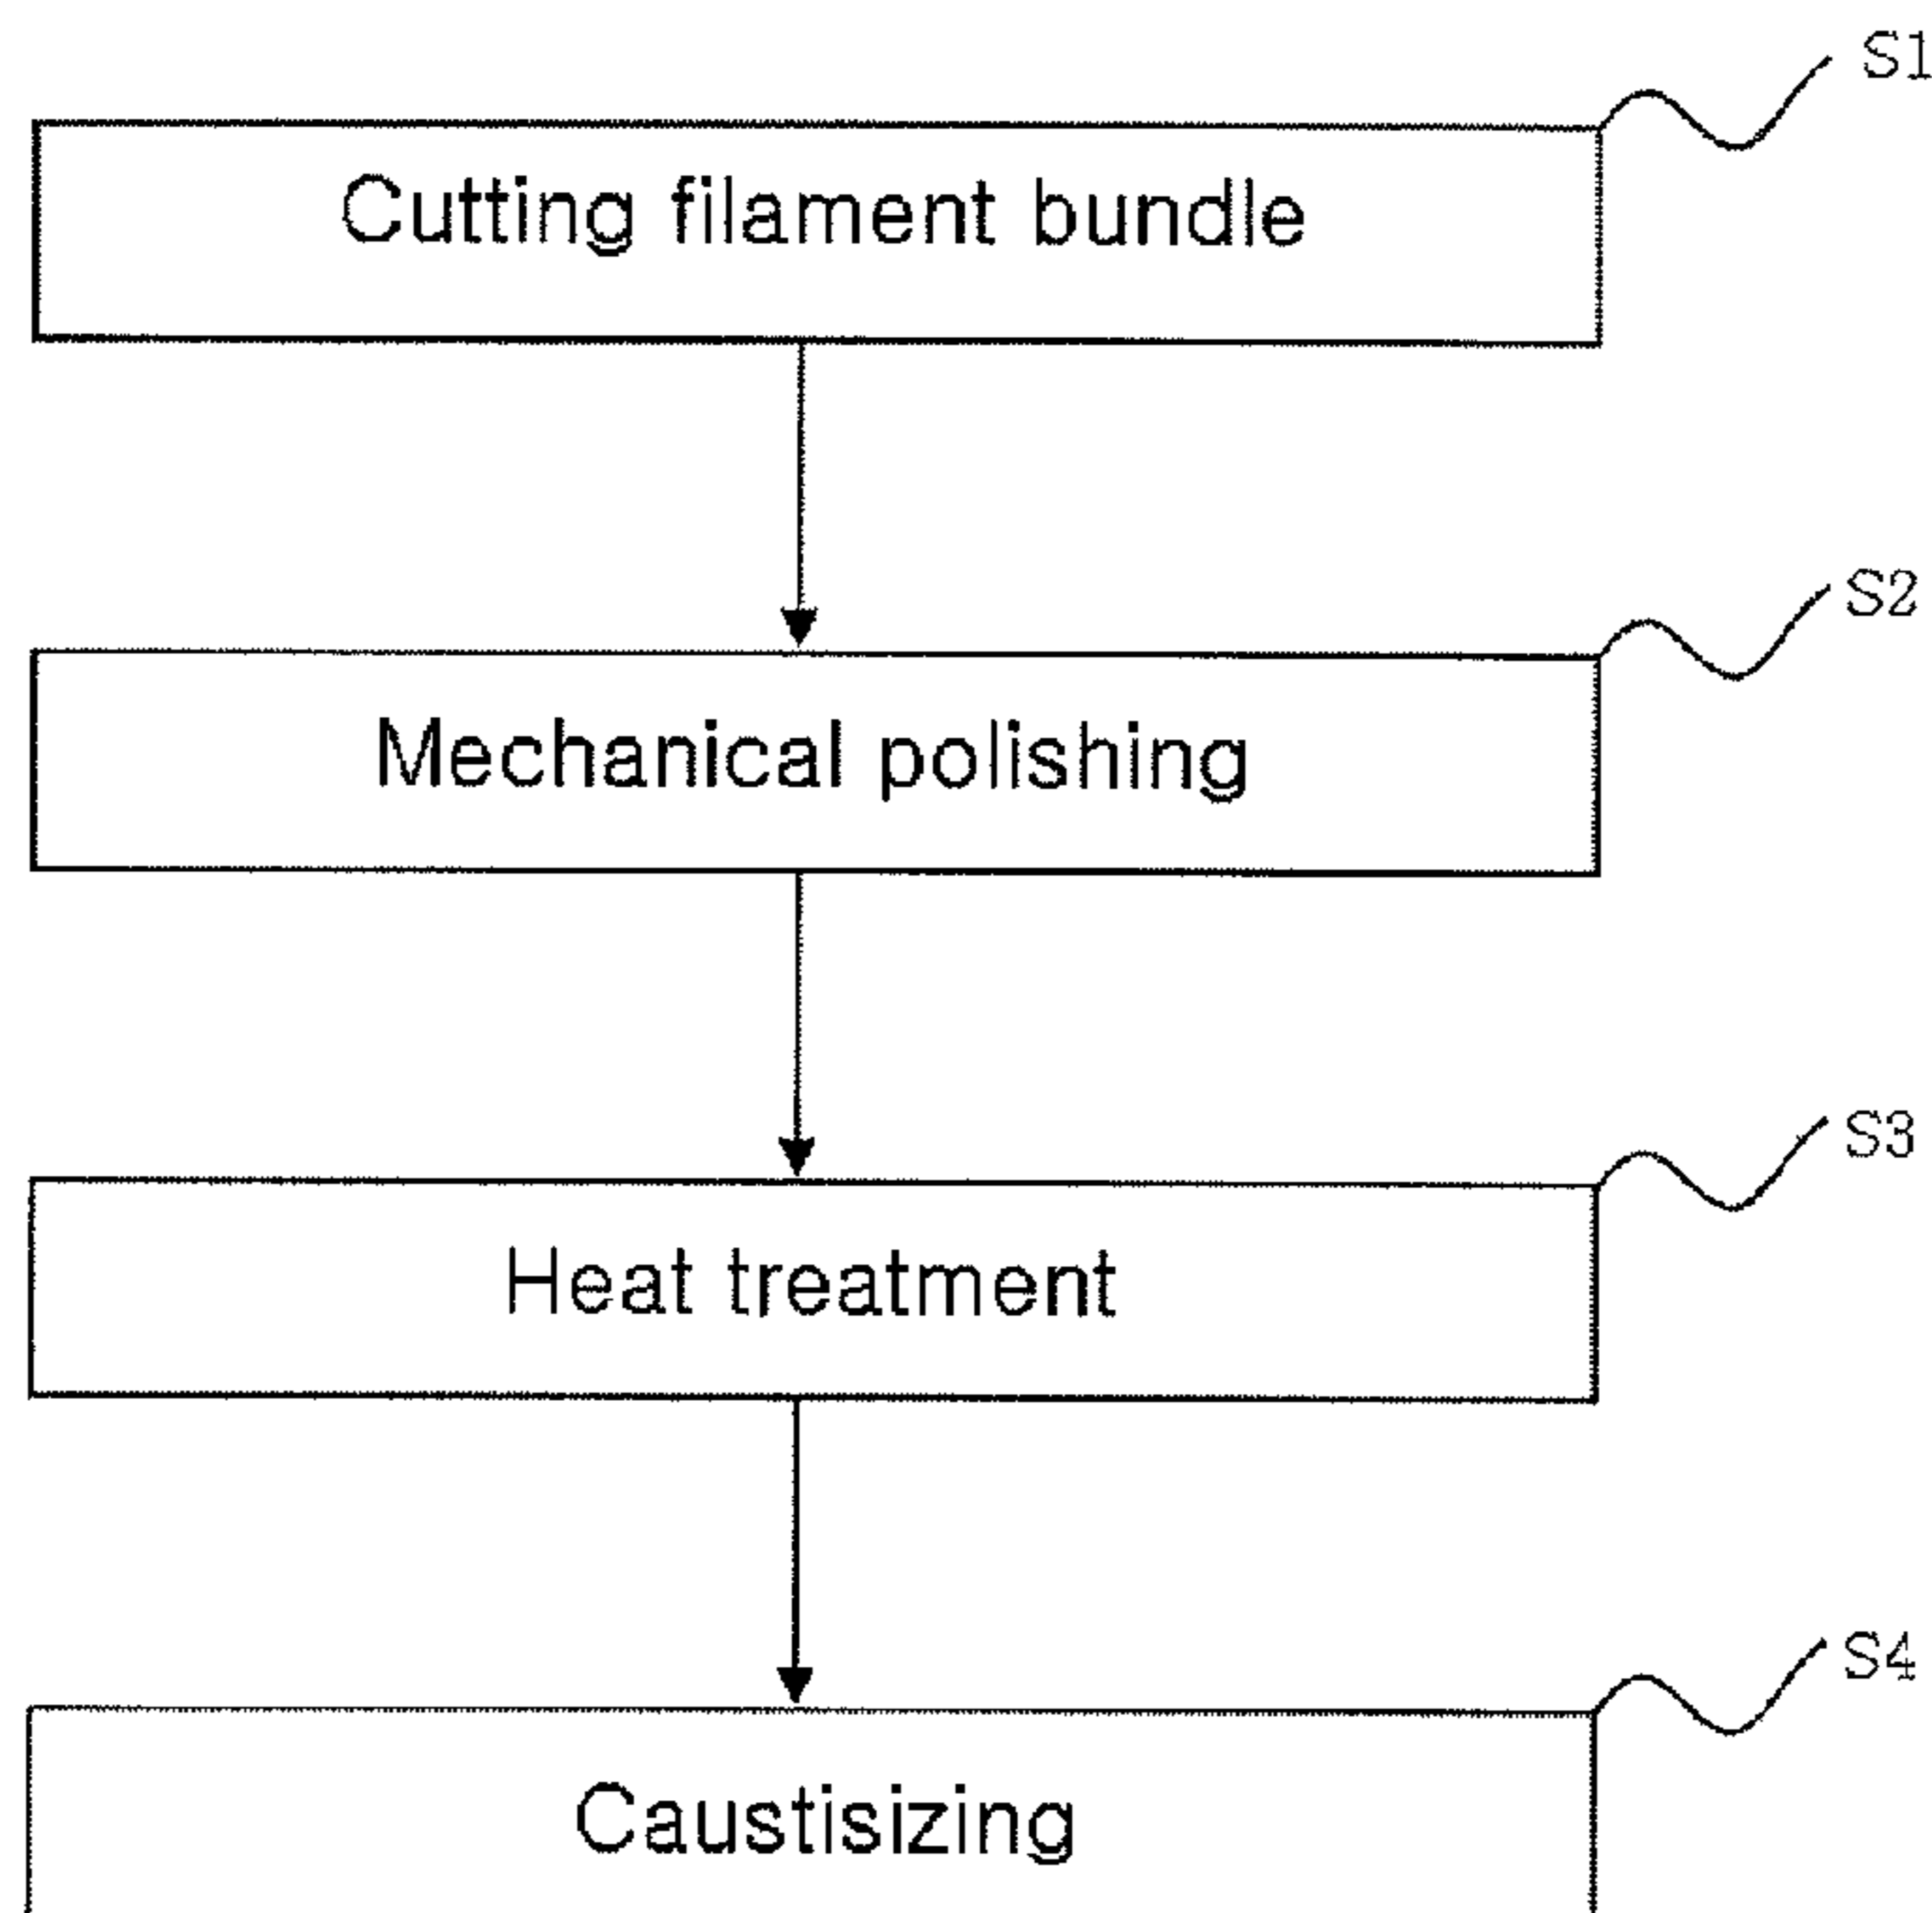 S1
Cutting filament bundle
S2
Mechanical polishing
S3
Heat treatment
S4
Caustisizing